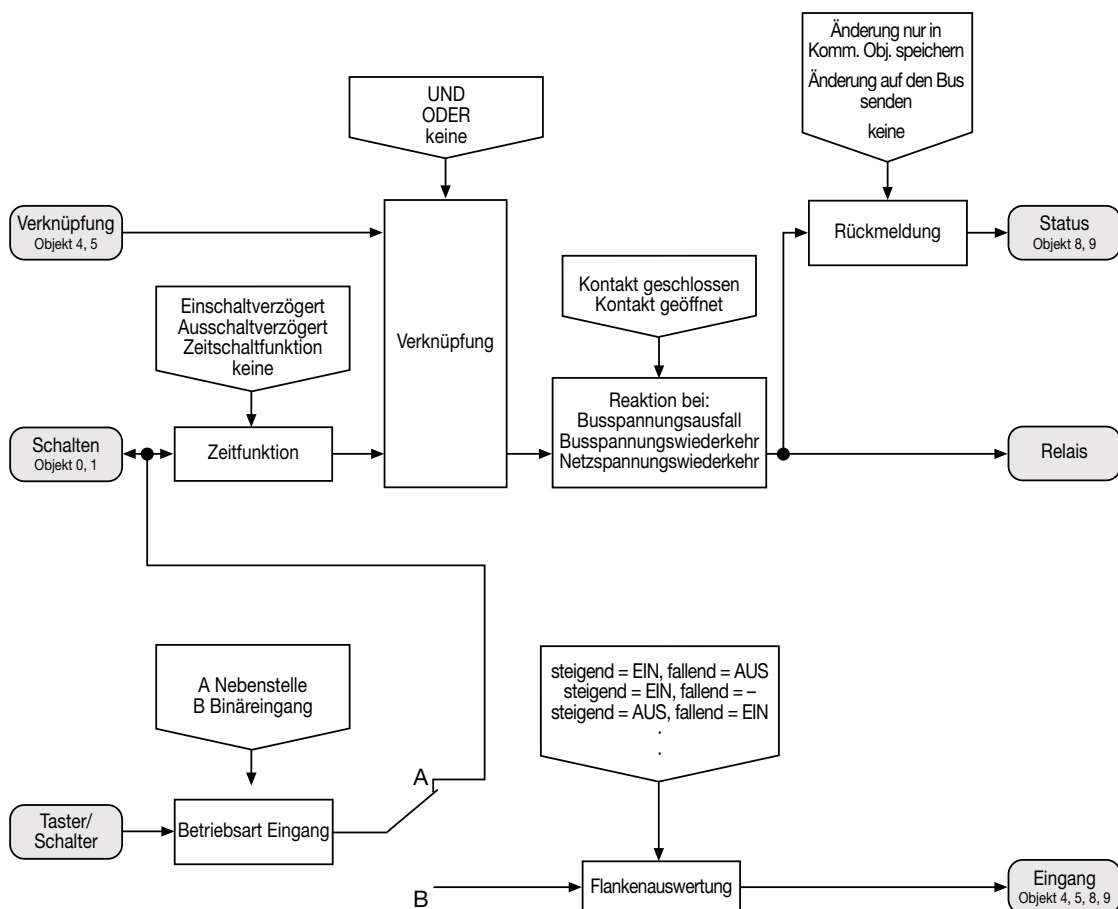 Änderung nur in
Komm. Obj. speichern
Änderung auf den Bus
senden
keine
UND
ODER
keine
Verknüpfung
Objekt 4, 5
Rückmeldung
Status
Objekt 8, 9
Kontakt geschlossen
Kontakt geöffnet
Einschaltverzögert
Ausschaltverzögert
Zeitschaltfunktion
keine
Verknüpfung
Reaktion bei:
Busspannungsausfall
Busspannungswiederkehr
Netzspannungswiederkehr
Schalten
Objekt 0, 1
Zeitfunktion
Relais
A Nebenstelle
B Binäreingang
steigend = EIN, fallend = AUS
steigend = EIN, fallend = –
steigend = AUS, fallend = EIN
.
.
A
Taster/
Schalter
Betriebsart Eingang
B
Flankenauswertung
Eingang
Objekt 4, 5, 8, 9